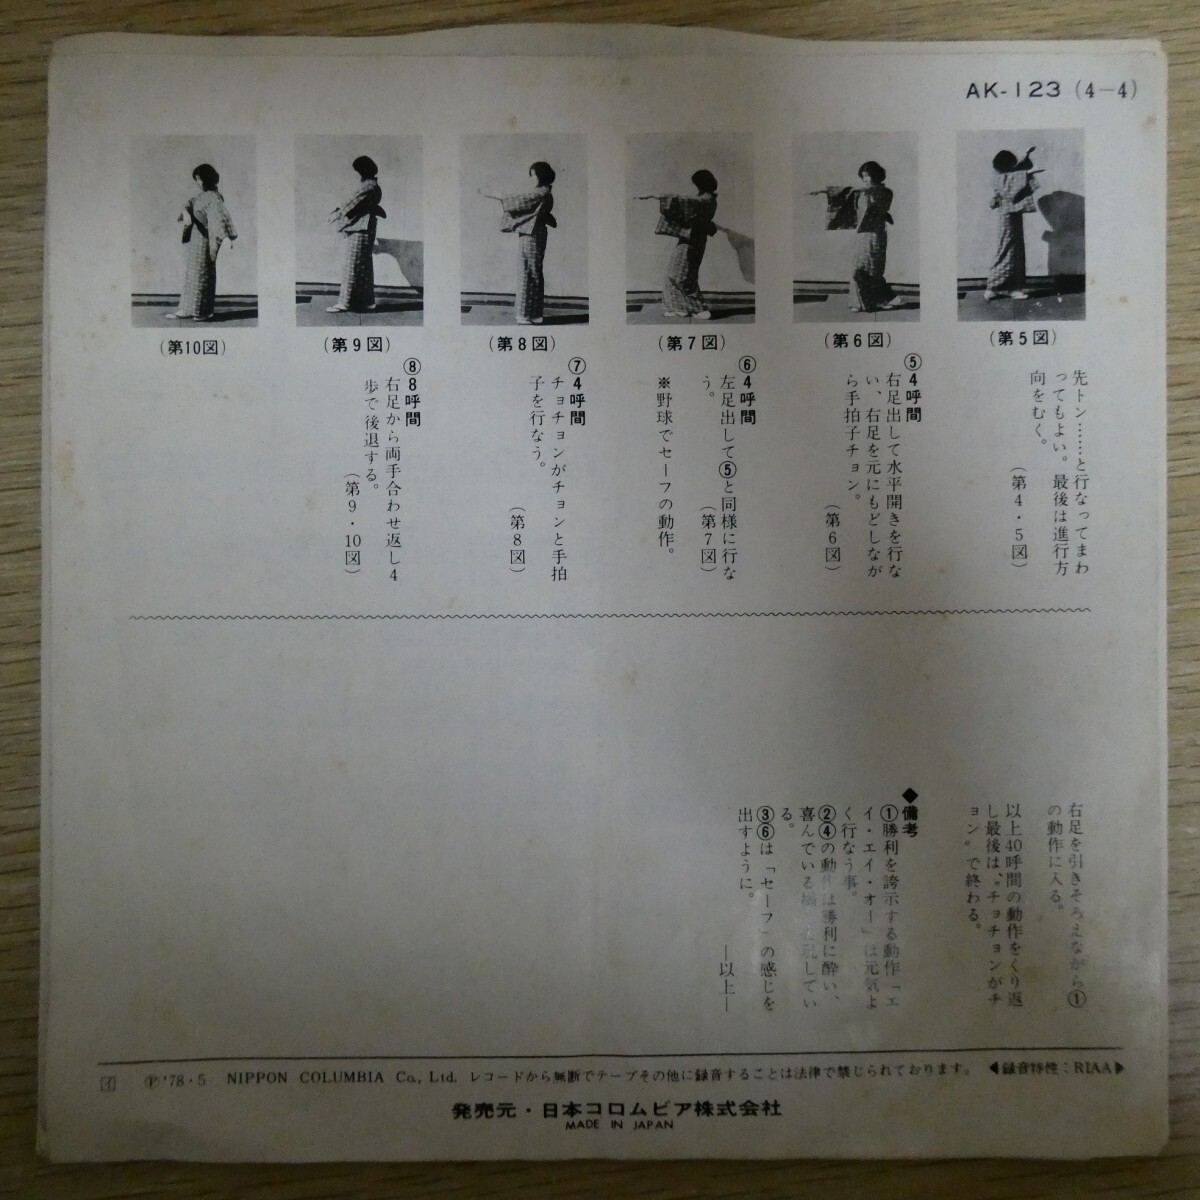 AK-123 (4-4)
(第5図)
(第6図)
(第7図)
(第8図)
(第9図)
(第10図)
先トン……と行なってまわ
ってもよい。最後は進行方
向をむく。
(第4・5図)
⑤4呼間
右足出して水平開きを行な
い、右足を元にもどしなが
ら手拍子チョン。
(第6図)
⑥4呼間
左足出して⑤と同様に行な
う。
(第7図)
※野球でセーフの動作。
⑦4呼間
チョチョンがチョンと手拍
子を行なう。
(第8図)
⑧8呼間
右足から両手合わせ返し4
歩で後退する。
(第9・10図)
右足を引きそろえながら①
の動作に入る。
以上40呼間の動作をくり返
し最後は、〝チョチョンがチ
ョン〟で終わる。
◆備考
①勝利を誇示する動作「エ
イ・エイ・オー」は元気よ
く行なう事。
②④の動作は勝利に酔い、
喜んでいる してい
る。
③⑥は「セーフ」の感じを
出すように。
―以上―
Ⓟ'78・5 NIPPON COLUMBIA Co., Ltd. レコードから無断でテープその他に録音することは法律で禁じられております。 ◀録音特性:RIAA▶
発売元・日本コロムビア株式会社
MADE IN JAPAN